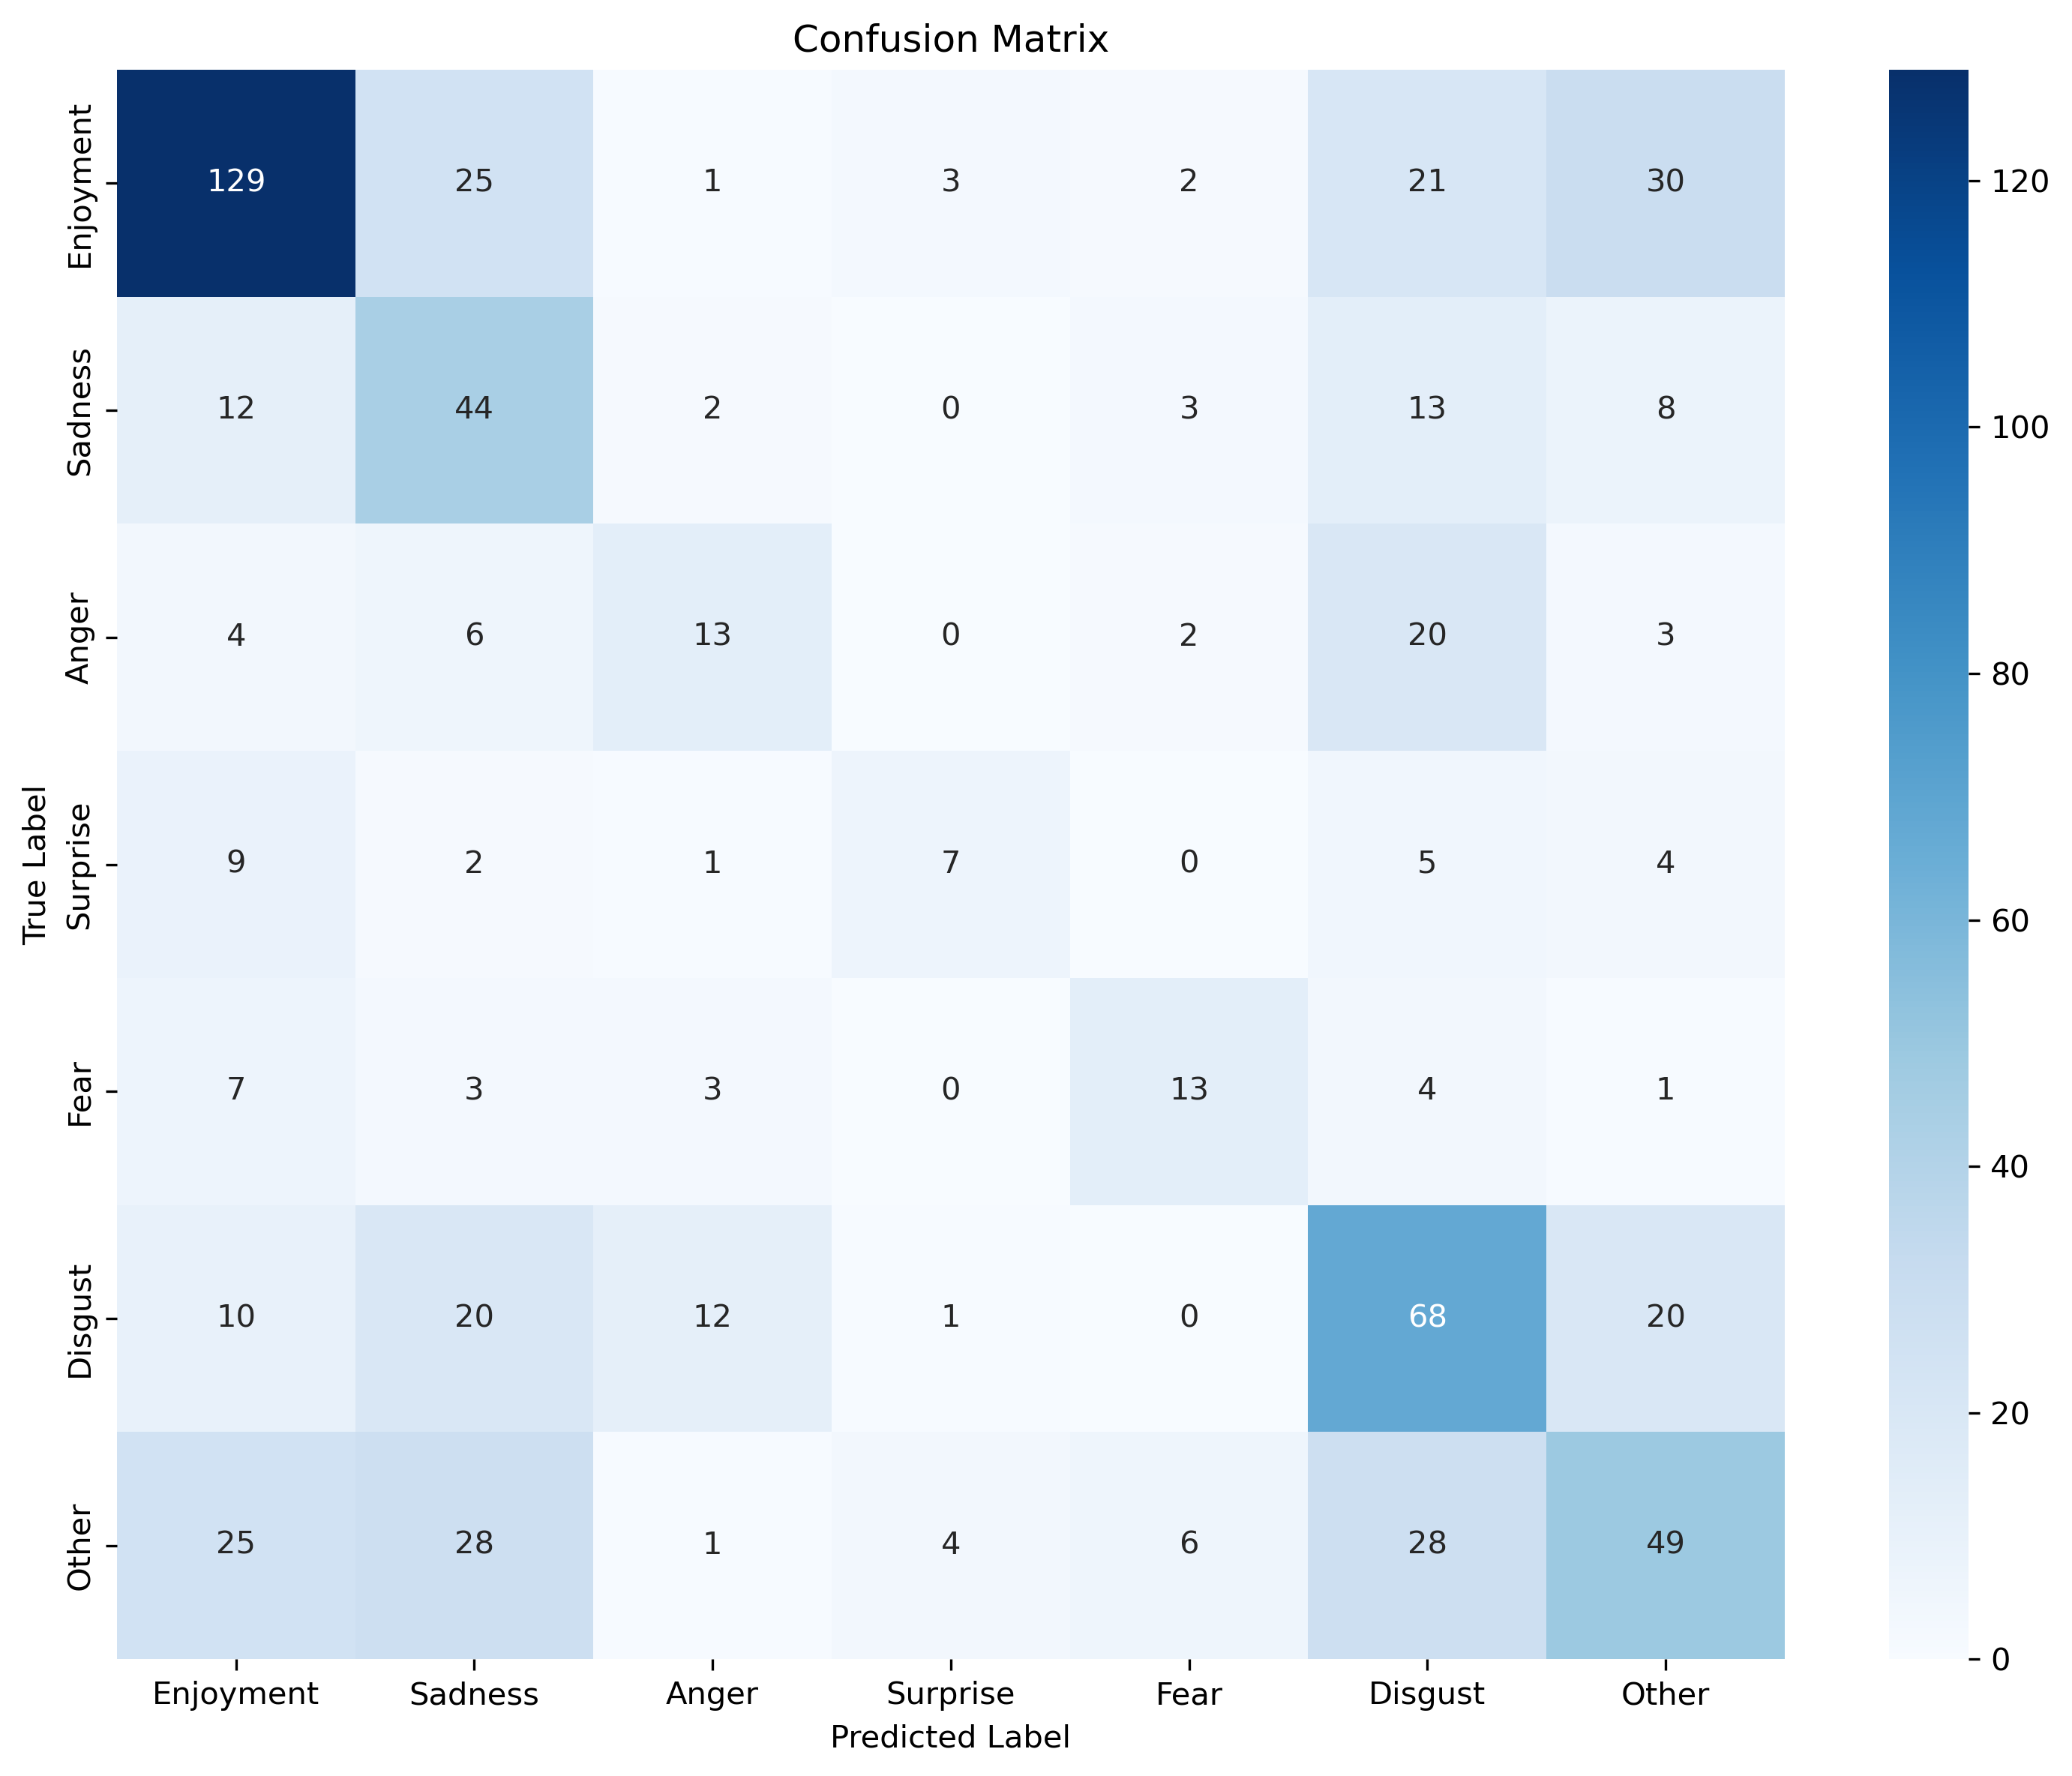 Confusion Matrix
True Label
Enjoyment 129 25 1 3 2 21 30
Sadness 12 44 2 0 3 13 8
Anger 4 6 13 0 2 20 3
Surprise 9 2 1 7 0 5 4
Fear 7 3 3 0 13 4 1
Disgust 10 20 12 1 0 68 20
Other 25 28 1 4 6 28 49
Enjoyment Sadness Anger Surprise Fear Disgust Other
Predicted Label
120
100
80
60
40
20
0